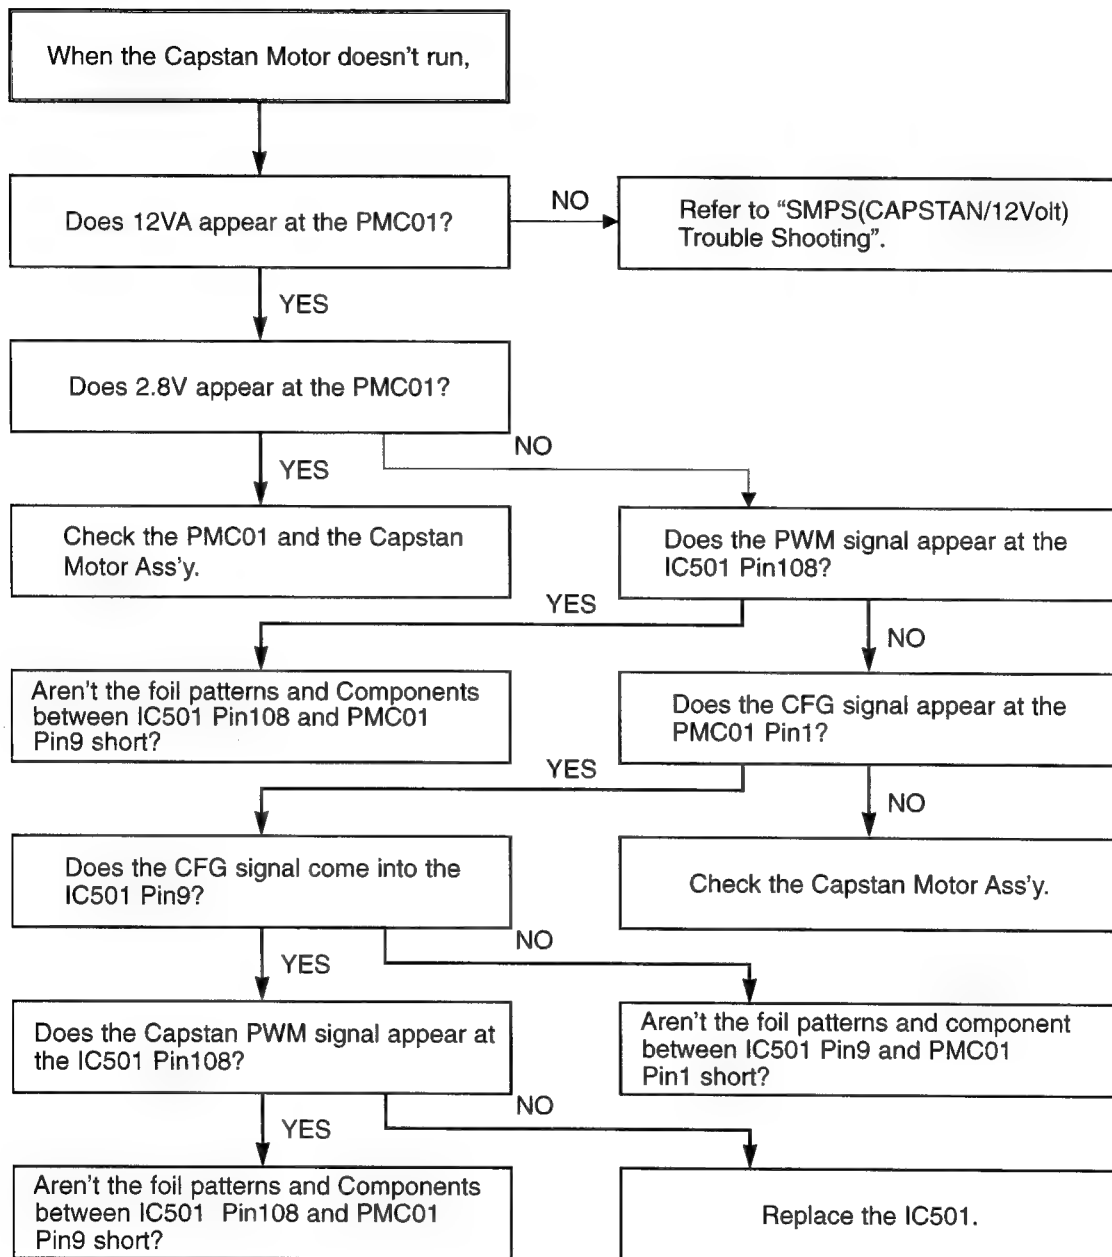 When the Capstan Motor doesn't run,
Does 12VA appear at the PMC01?
NO
Refer to “SMPS(CAPSTAN/12Volt)
Trouble Shooting”.
YES
Does 2.8V appear at the PMC01?
NO
YES
Check the PMC01 and the Capstan
Motor Ass'y.
Does the PWM signal appear at the
IC501 Pin108?
YES
NO
Aren't the foil patterns and Components
between IC501 Pin108 and PMC01
Pin9 short?
Does the CFG signal appear at the
PMC01 Pin1?
YES
NO
Does the CFG signal come into the
IC501 Pin9?
Check the Capstan Motor Ass'y.
NO
YES
Does the Capstan PWM signal appear at
the IC501 Pin108?
Aren't the foil patterns and component
between IC501 Pin9 and PMC01
Pin1 short?
NO
YES
Aren't the foil patterns and Components
between IC501 Pin108 and PMC01
Pin9 short?
Replace the IC501.